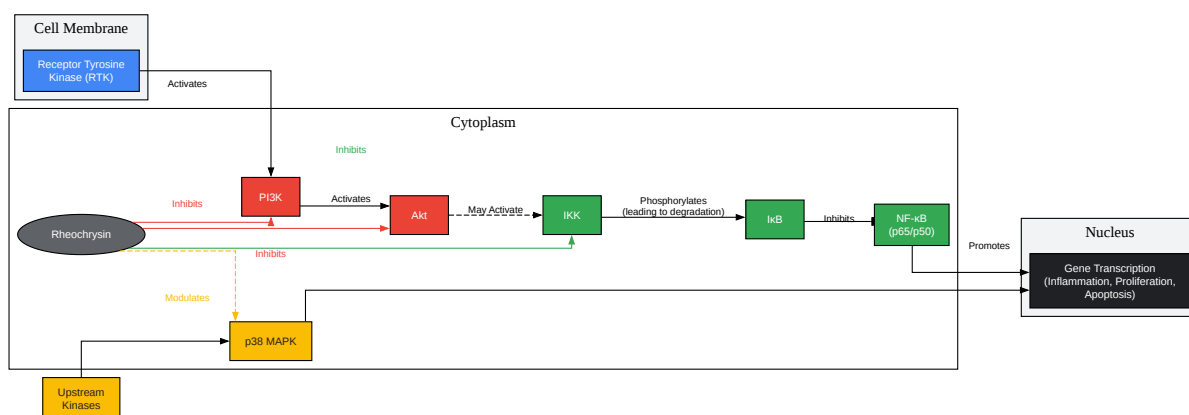 Cell Membrane
Receptor Tyrosine
Kinase (RTK)
Activates
Cytoplasm
Inhibits
PI3K
Activates
Inhibits
Akt
May Activate
IKK
Phosphorylates
(leading to degradation)
IκB
Inhibits
NF-κB
(p65/p50)
Rheochrysin
Inhibits
Promotes
Nucleus
Gene Transcription
(Inflammation, Proliferation,
Apoptosis)
Modulates
p38 MAPK
Upstream
Kinases